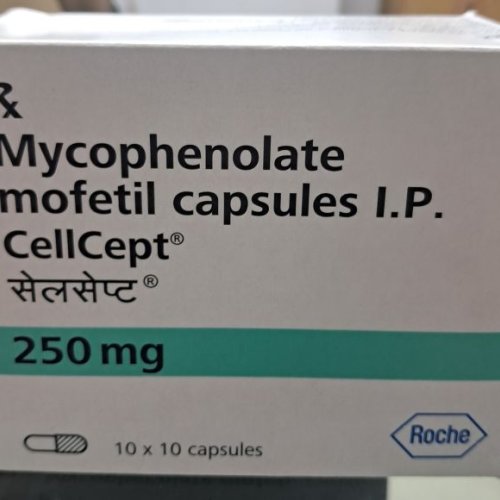 ℞
Mycophenolate
mofetil capsules I.P.
CellCept®
सेलसेप्ट®
250 mg
10 x 10 capsules
Roche